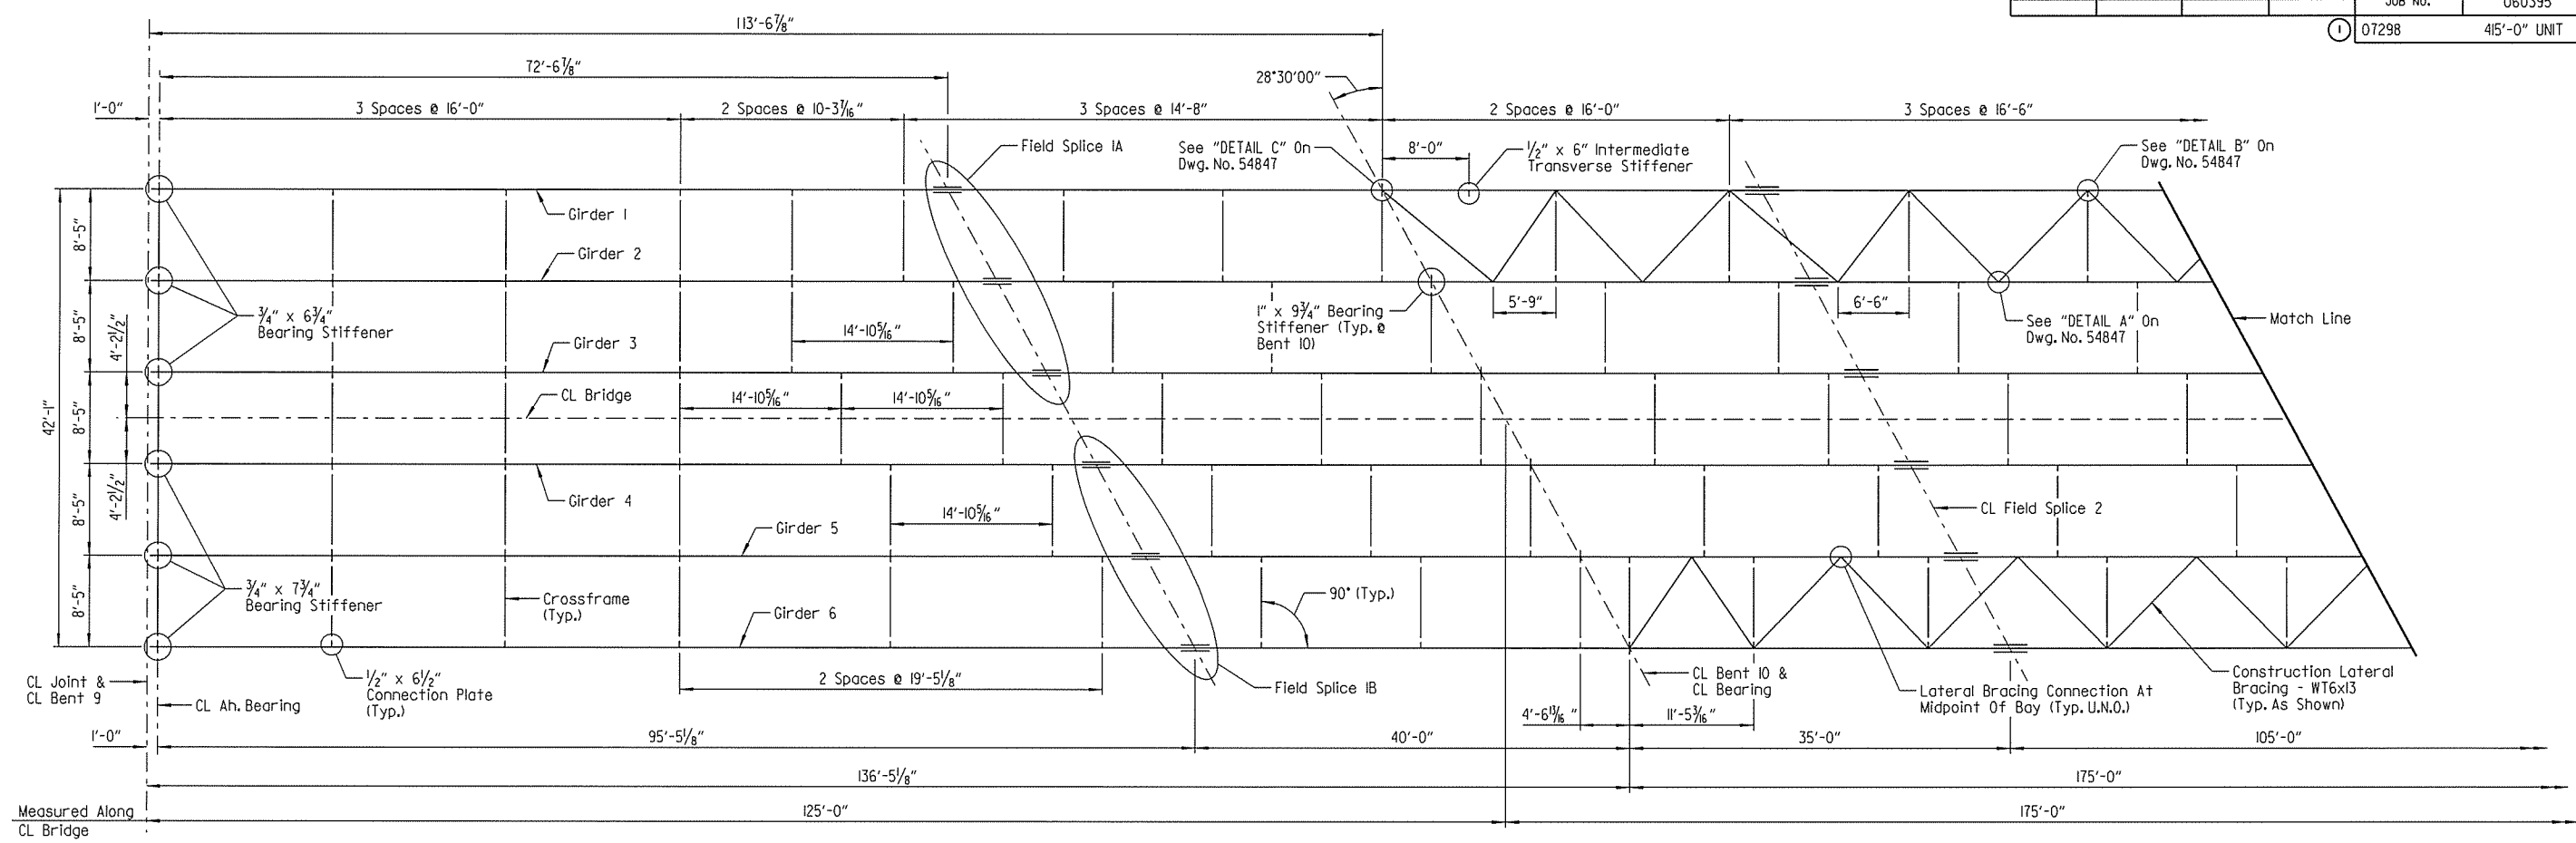 JOB NO. 060395
① 07298 415'-0" UNIT
113'-6⅞"
72'-6⅞"
28°30'00"
1'-0"
3 Spaces @ 16'-0"
2 Spaces @ 10-3⁷⁄₁₆"
3 Spaces @ 14'-8"
2 Spaces @ 16'-0"
3 Spaces @ 16'-6"
Field Splice 1A
See "DETAIL C" On
Dwg. No. 54847
8'-0"
½" x 6" Intermediate
Transverse Stiffener
See "DETAIL B" On
Dwg. No. 54847
Girder 1
8'-5"
Girder 2
¾" x 6¾"
Bearing Stiffener
8'-5"
4'-2½"
14'-10⁵⁄₁₆"
1" x 9¾" Bearing
Stiffener (Typ. @
Bent 10)
5'-9"
6'-6"
See "DETAIL A" On
Dwg. No. 54847
Match Line
Girder 3
42'-1"
8'-5"
CL Bridge
14'-10⁵⁄₁₆"
14'-10⁵⁄₁₆"
4'-2½"
Girder 4
8'-5"
14'-10⁵⁄₁₆"
CL Field Splice 2
Girder 5
8'-5"
¾" x 7¾"
Bearing Stiffener
Crossframe
(Typ.)
Girder 6
90° (Typ.)
CL Joint &
CL Bent 9
CL Ah. Bearing
½" x 6½"
Connection Plate
(Typ.)
2 Spaces @ 19'-5⅛"
Field Splice 1B
CL Bent 10 &
CL Bearing
Lateral Bracing Connection At
Midpoint Of Bay (Typ. U.N.O.)
Construction Lateral
Bracing - WT6x13
(Typ. As Shown)
4'-6¹³⁄₁₆"
11'-5³⁄₁₆"
1'-0"
95'-5⅛"
40'-0"
35'-0"
105'-0"
136'-5⅛"
175'-0"
Measured Along
CL Bridge
125'-0"
175'-0"